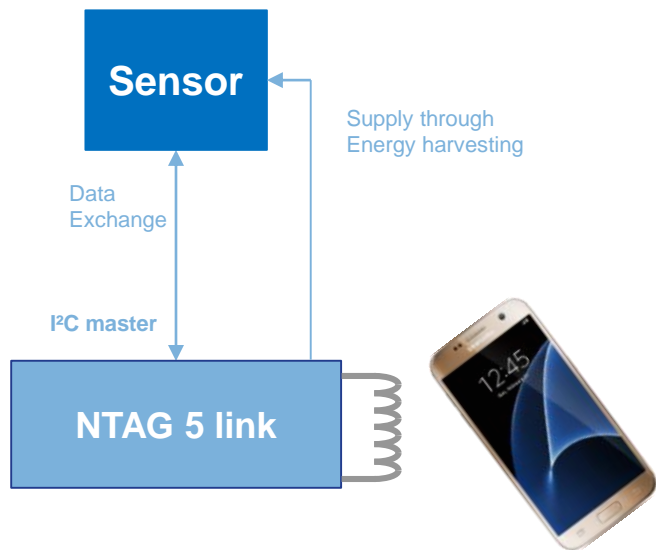 Sensor
Supply through
Energy harvesting
Data
Exchange
I²C master
NTAG 5 link
12:45